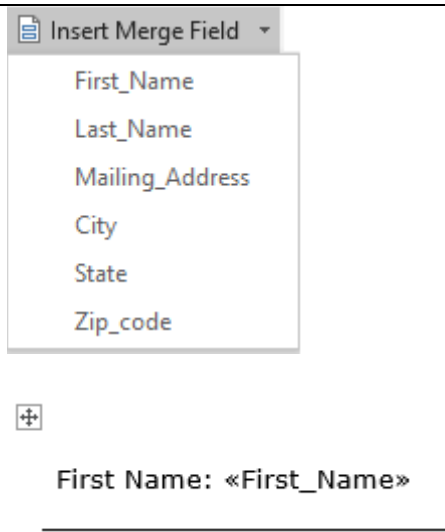 Insert Merge Field
First_Name
Last_Name
Mailing_Address
City
State
Zip_code
First Name: «First_Name»